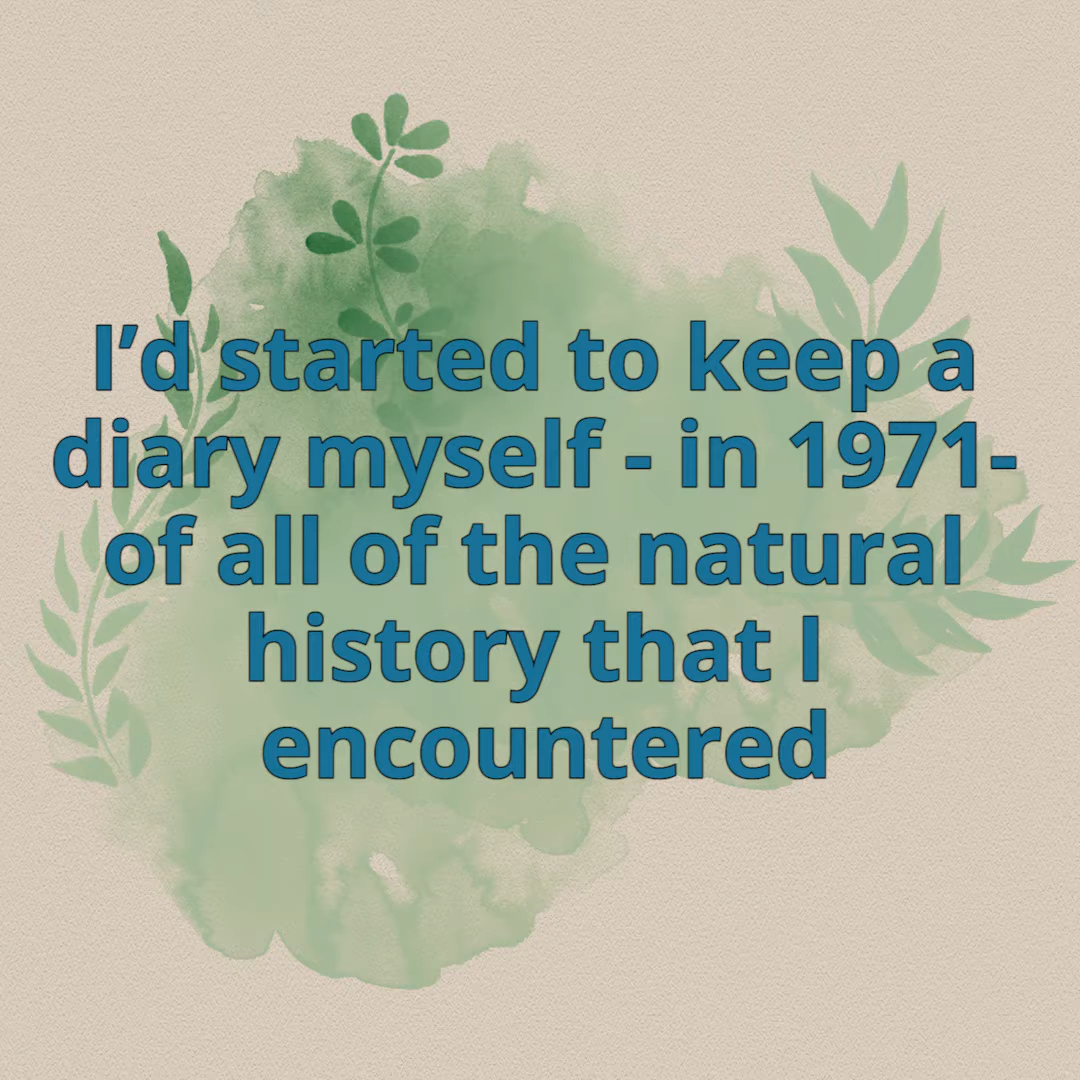 I’d started to keep a
diary myself - in 1971-
of all of the natural
history that I
encountered